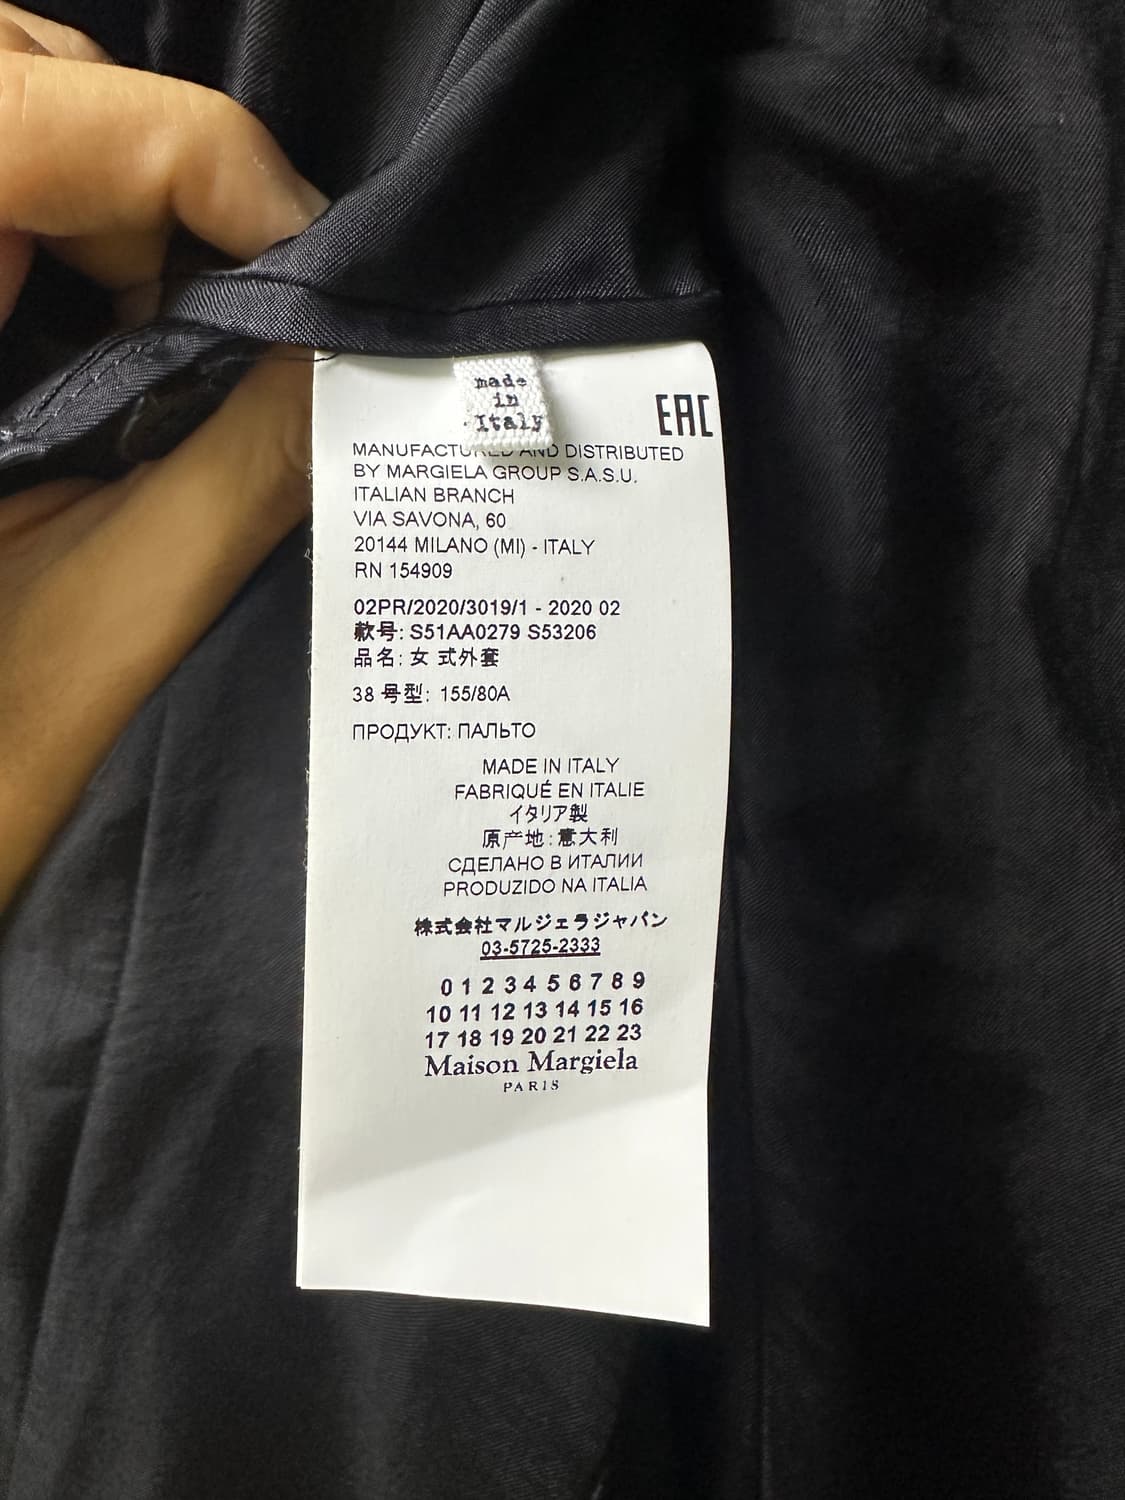 made
in
Italy
EAC
MANUFACTURED AND DISTRIBUTED
BY MARGIELA GROUP S.A.S.U.
ITALIAN BRANCH
VIA SAVONA, 60
20144 MILANO (MI) - ITALY
RN 154909
02PR/2020/3019/1 - 2020 02
款号: S51AA0279 S53206
品名: 女 式外套
38 号型: 155/80A
ПРОДУКТ: ПАЛЬТО
MADE IN ITALY
FABRIQUÉ EN ITALIE
イタリア製
原产地: 意大利
СДЕЛАНО В ИТАЛИИ
PRODUZIDO NA ITALIA
株式会社マルジェラジャパン
03-5725-2333
0 1 2 3 4 5 6 7 8 9
10 11 12 13 14 15 16
17 18 19 20 21 22 23
Maison Margiela
PARIS